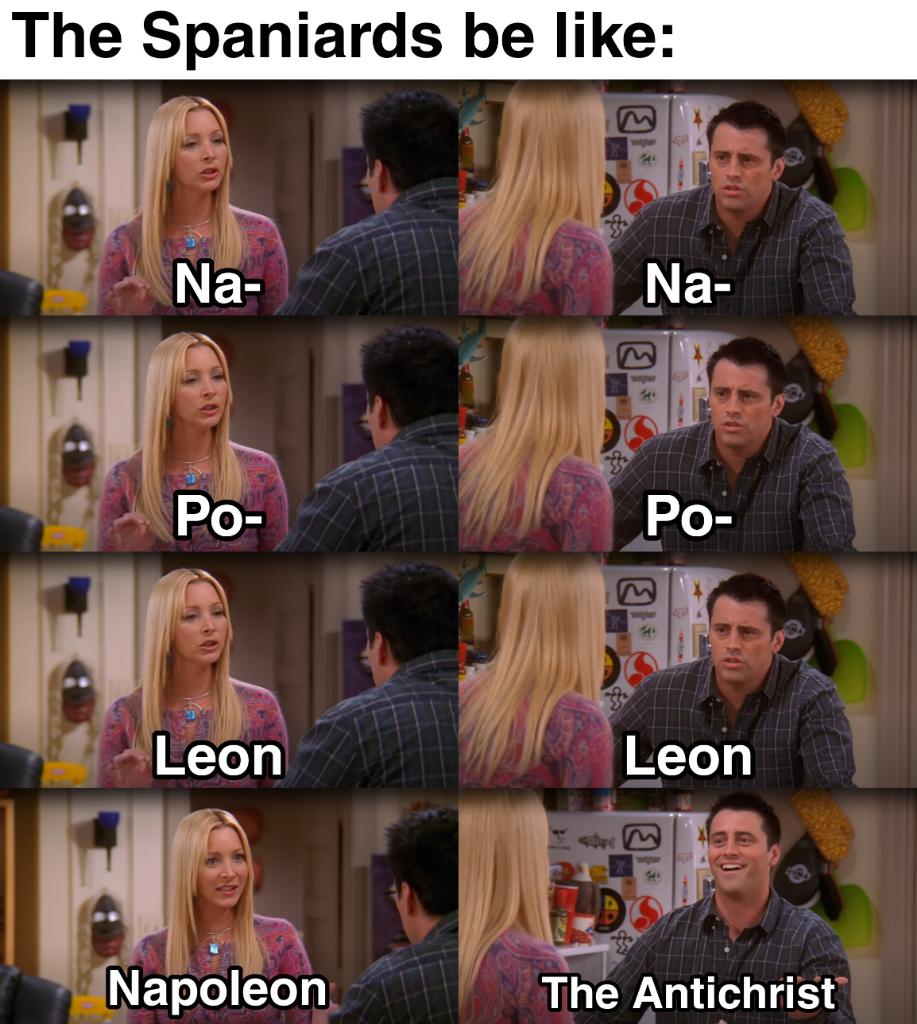 The Spaniards be like:
Na-
Na-
Po-
Po-
Leon
Leon
Napoleon
The Antichrist